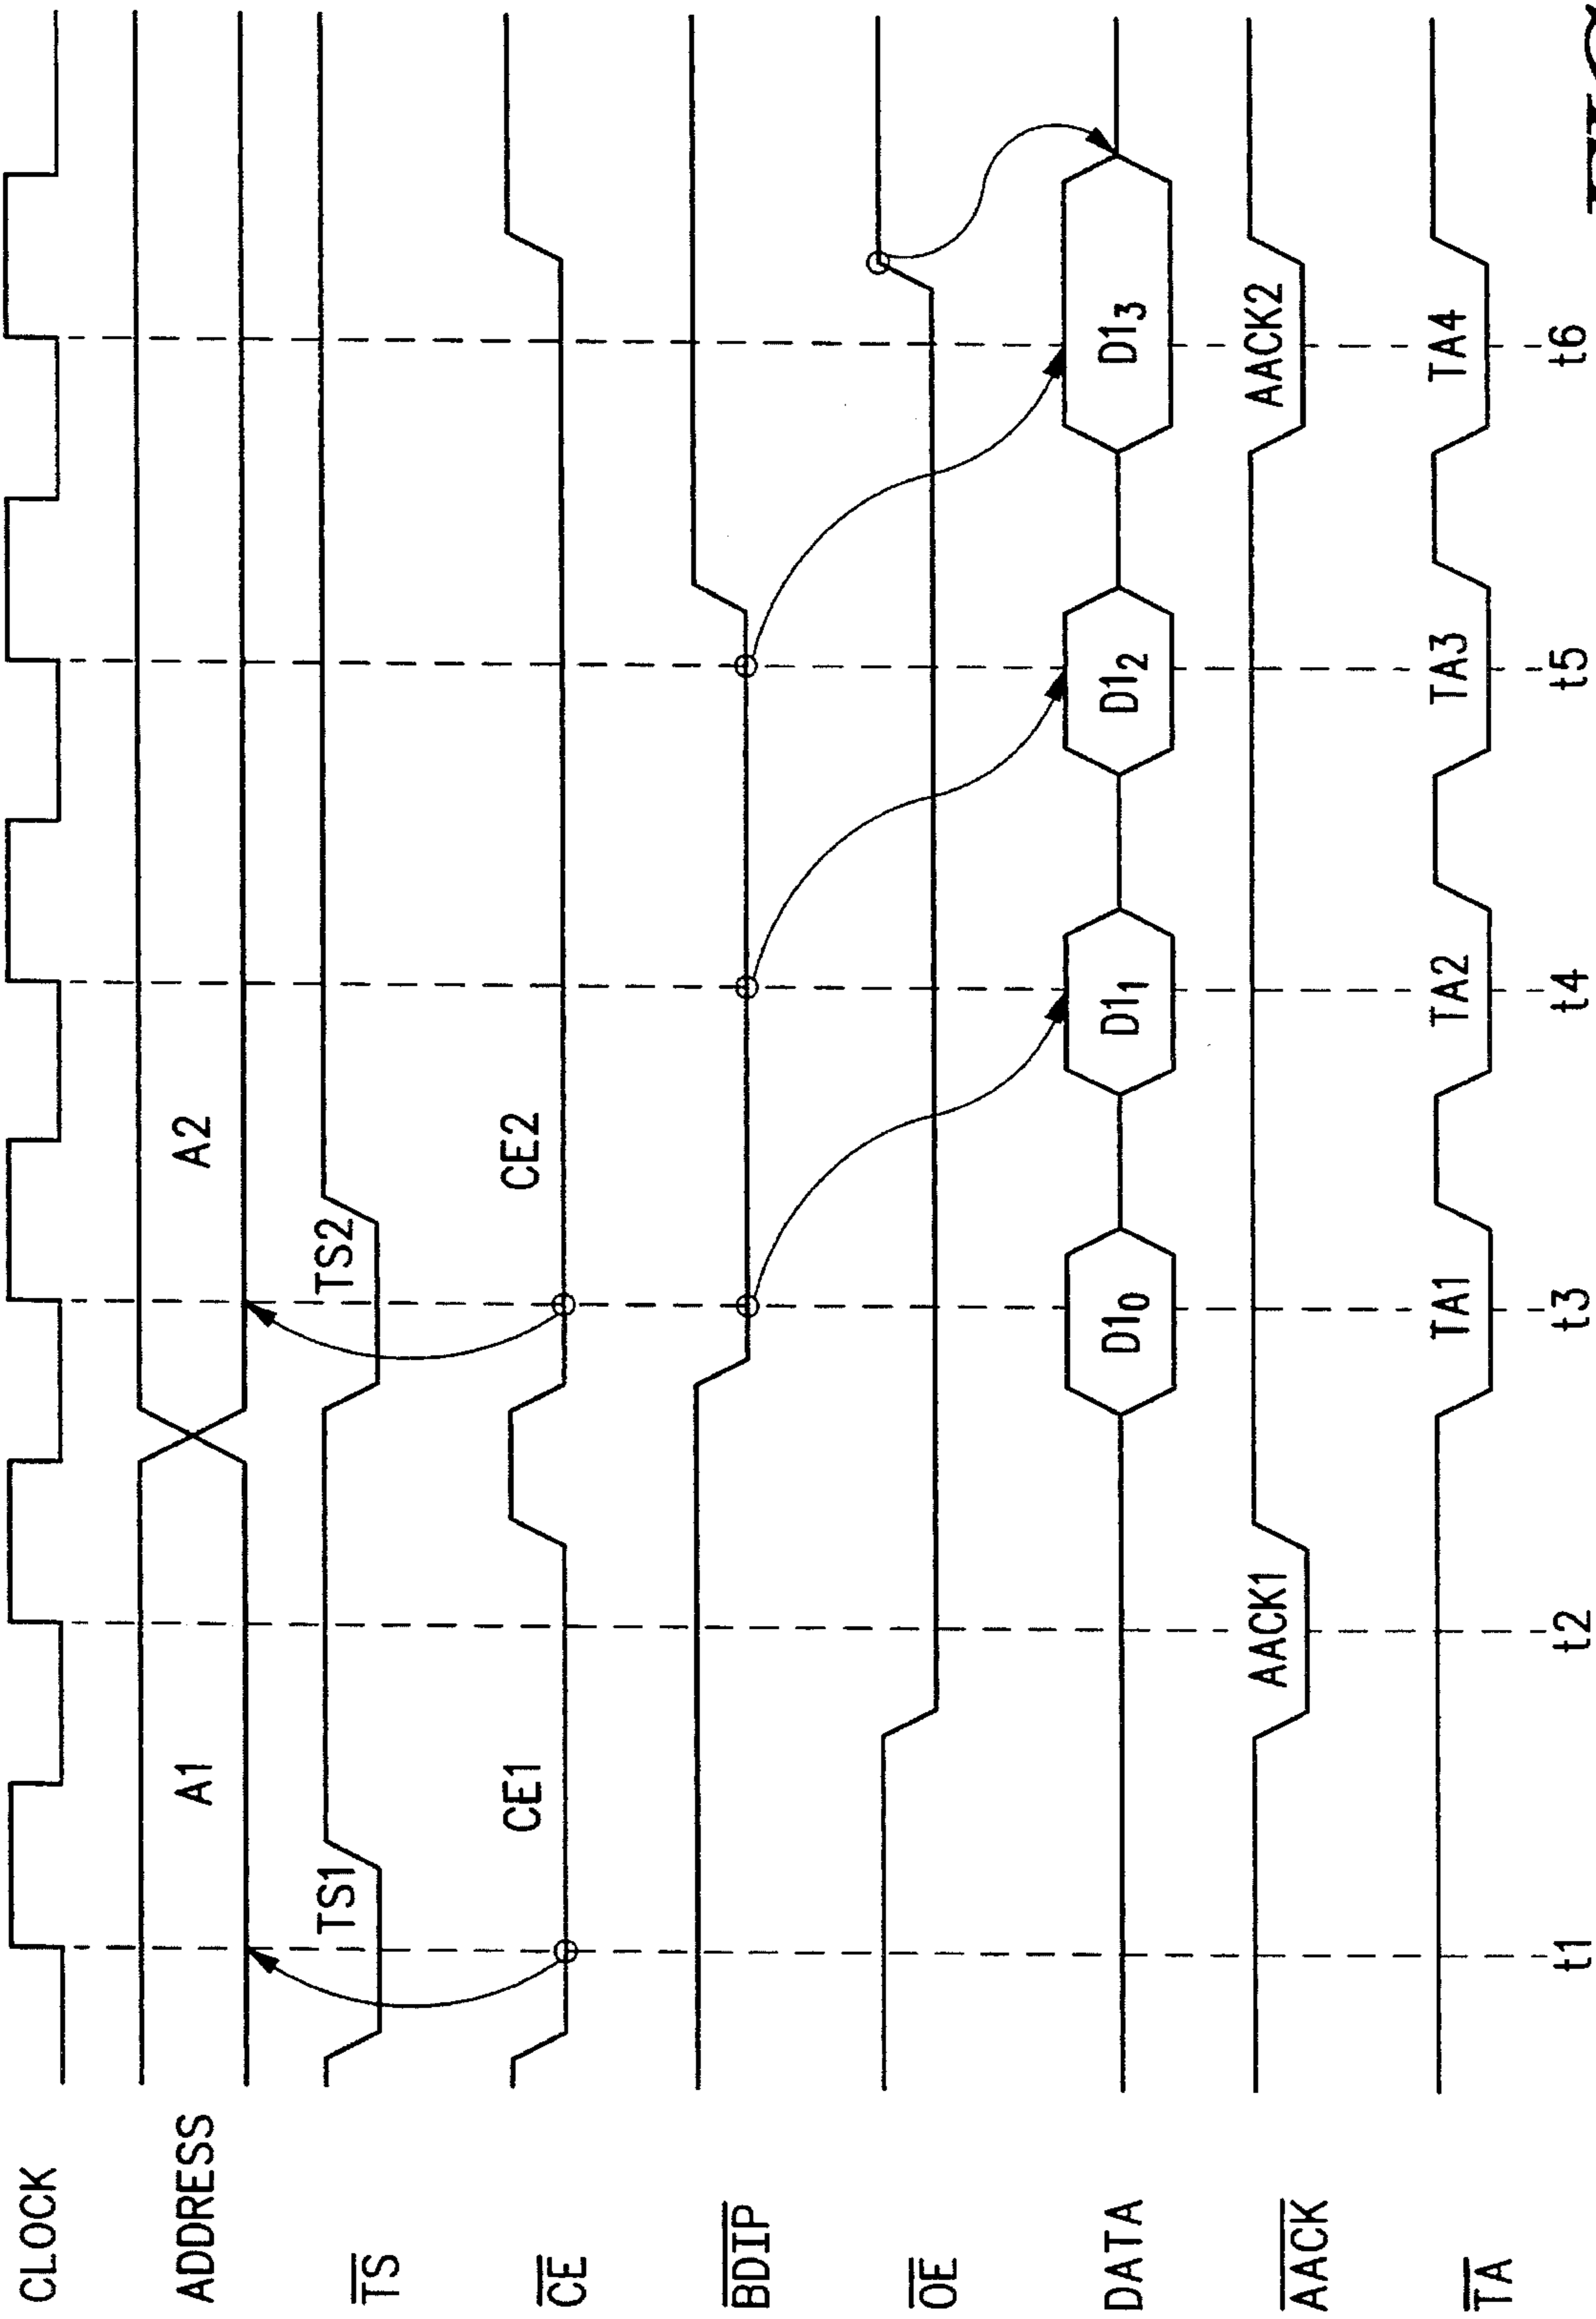 CLOCK
ADDRESS A1 A2
TS TS1 TS2
CE CE1 CE2
BDIP
OE
DATA D1₀ D1₁ D1₂ D1₃
AACK AACK1 AACK2
TA TA1 TA2 TA3 TA4
t1 t2 t3 t4 t5 t6